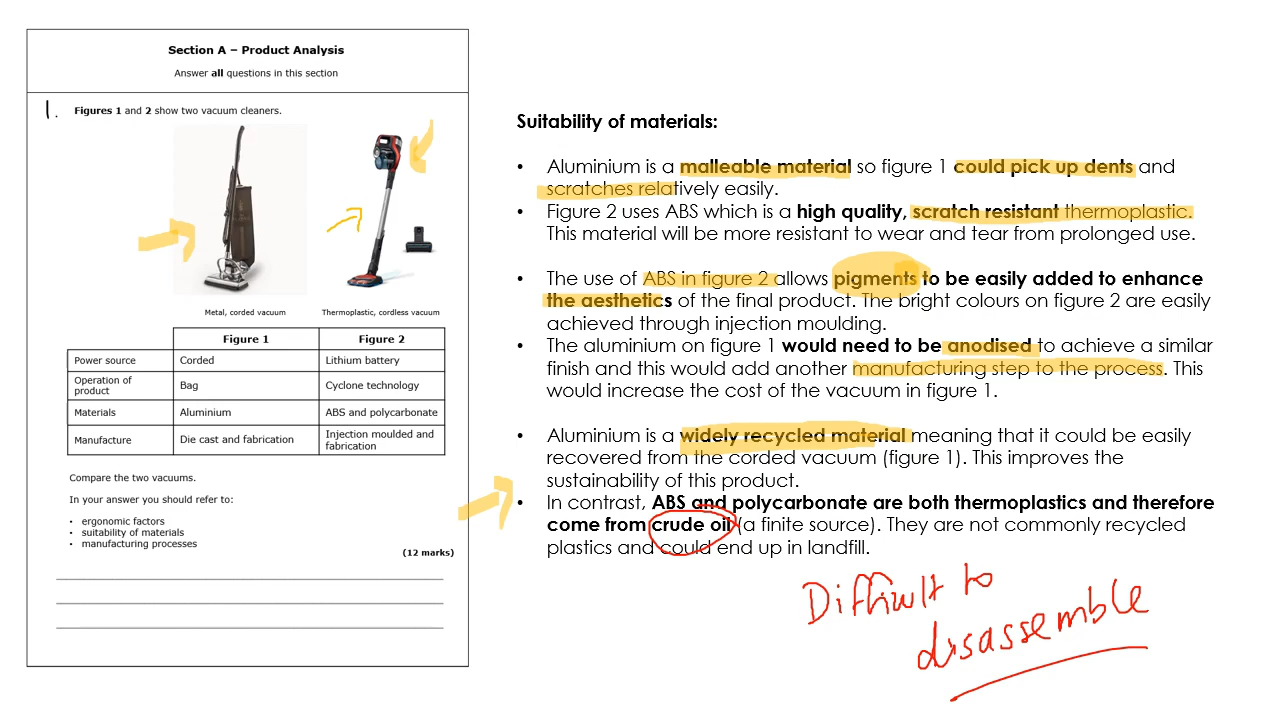 Section A – Product Analysis
Answer all questions in this section
1.
Figures 1 and 2 show two vacuum cleaners.
Metal, corded vacuum
Thermoplastic, cordless vacuum
Figure 1 Figure 2
Power source Corded Lithium battery
Operation of product Bag Cyclone technology
Materials Aluminium ABS and polycarbonate
Manufacture Die cast and fabrication Injection moulded and fabrication
Compare the two vacuums.
In your answer you should refer to:
• ergonomic factors
• suitability of materials
• manufacturing processes
(12 marks)
Suitability of materials:
• Aluminium is a malleable material so figure 1 could pick up dents and
scratches relatively easily.
• Figure 2 uses ABS which is a high quality, scratch resistant thermoplastic.
This material will be more resistant to wear and tear from prolonged use.
• The use of ABS in figure 2 allows pigments to be easily added to enhance
the aesthetics of the final product. The bright colours on figure 2 are easily
achieved through injection moulding.
• The aluminium on figure 1 would need to be anodised to achieve a similar
finish and this would add another manufacturing step to the process. This
would increase the cost of the vacuum in figure 1.
• Aluminium is a widely recycled material meaning that it could be easily
recovered from the corded vacuum (figure 1). This improves the
sustainability of this product.
• In contrast, ABS and polycarbonate are both thermoplastics and therefore
come from crude oil (a finite source). They are not commonly recycled
plastics and could end up in landfill.
Difficult to
disassemble